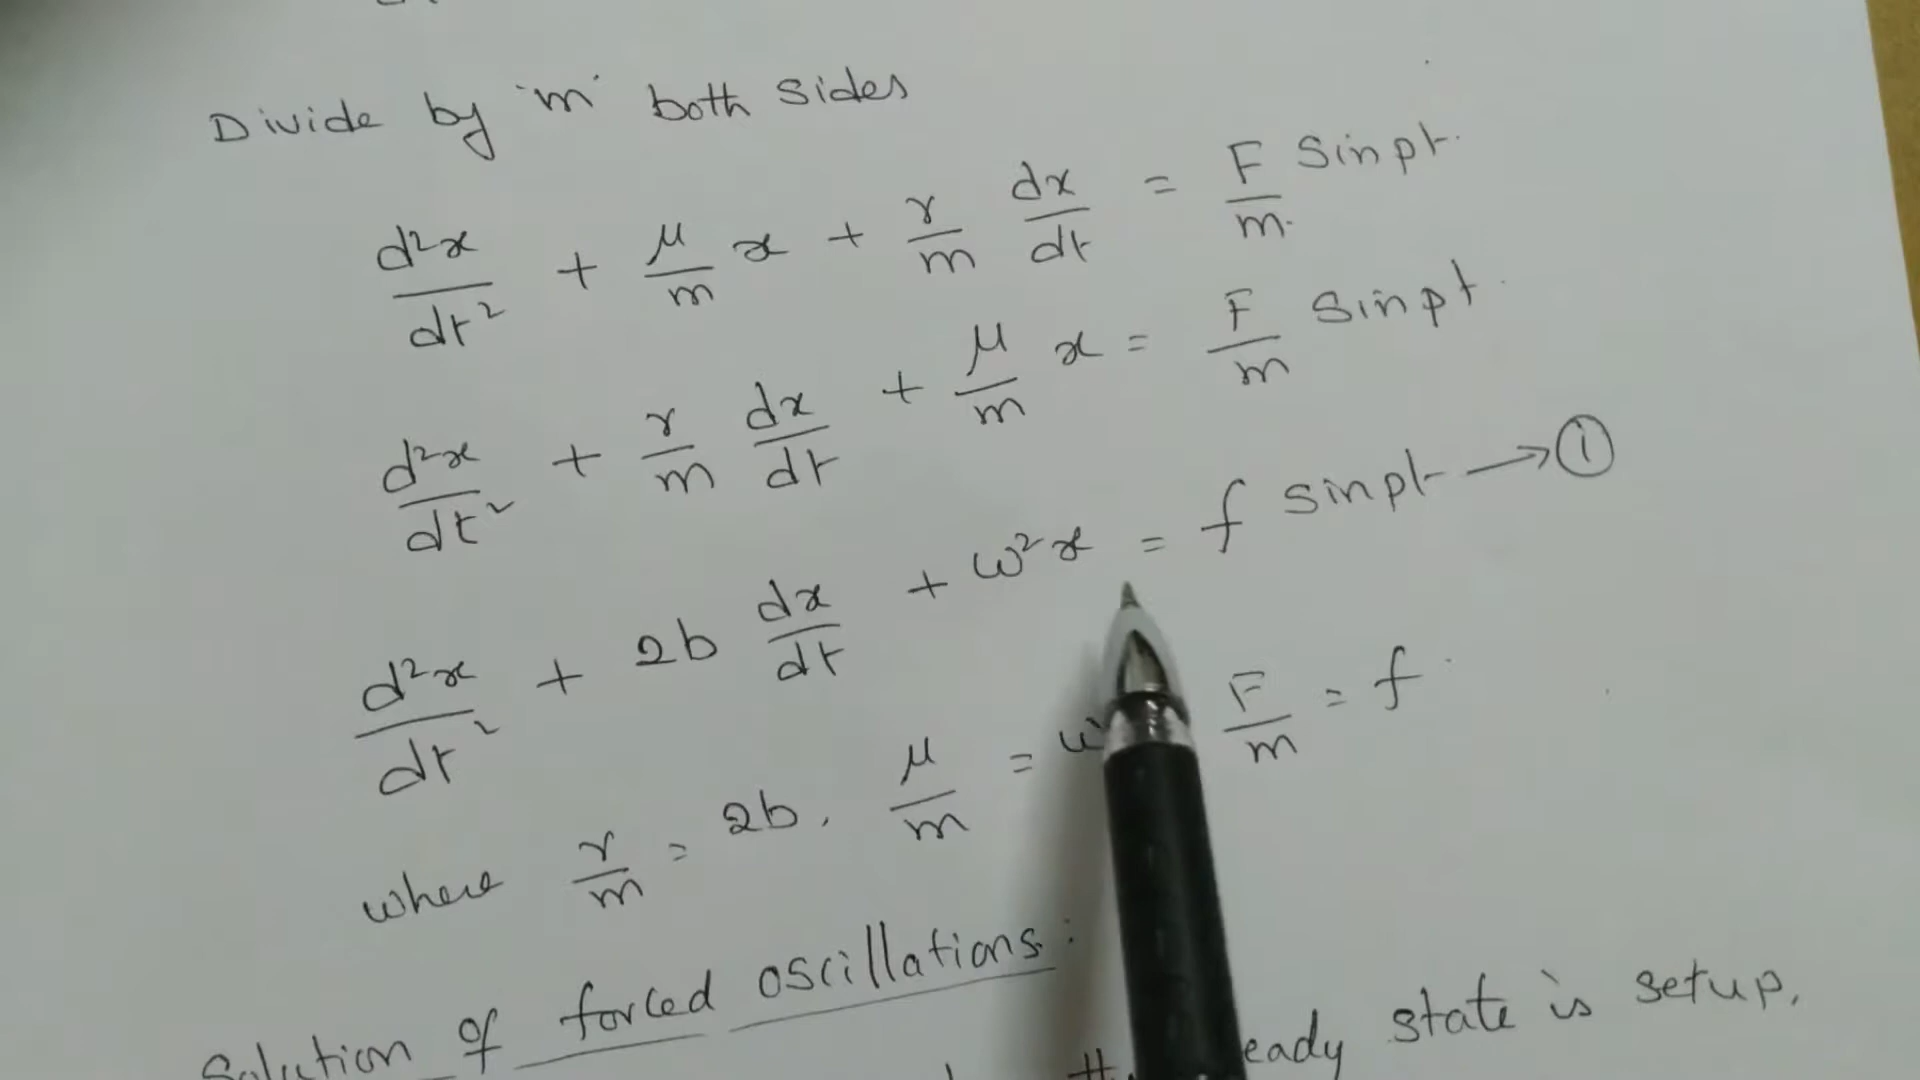 Divide by 'm' both sides
d²x/dt² + μ/m x + r/m dx/dt = F/m Sinpt.
d²x/dt² + r/m dx/dt + μ/m x = F/m Sinpt.
d²x/dt² + 2b dx/dt + ω²x = f sinpt → ①
where r/m = 2b, μ/m = F/m = f
Solution of forced oscillations:
state is setup,